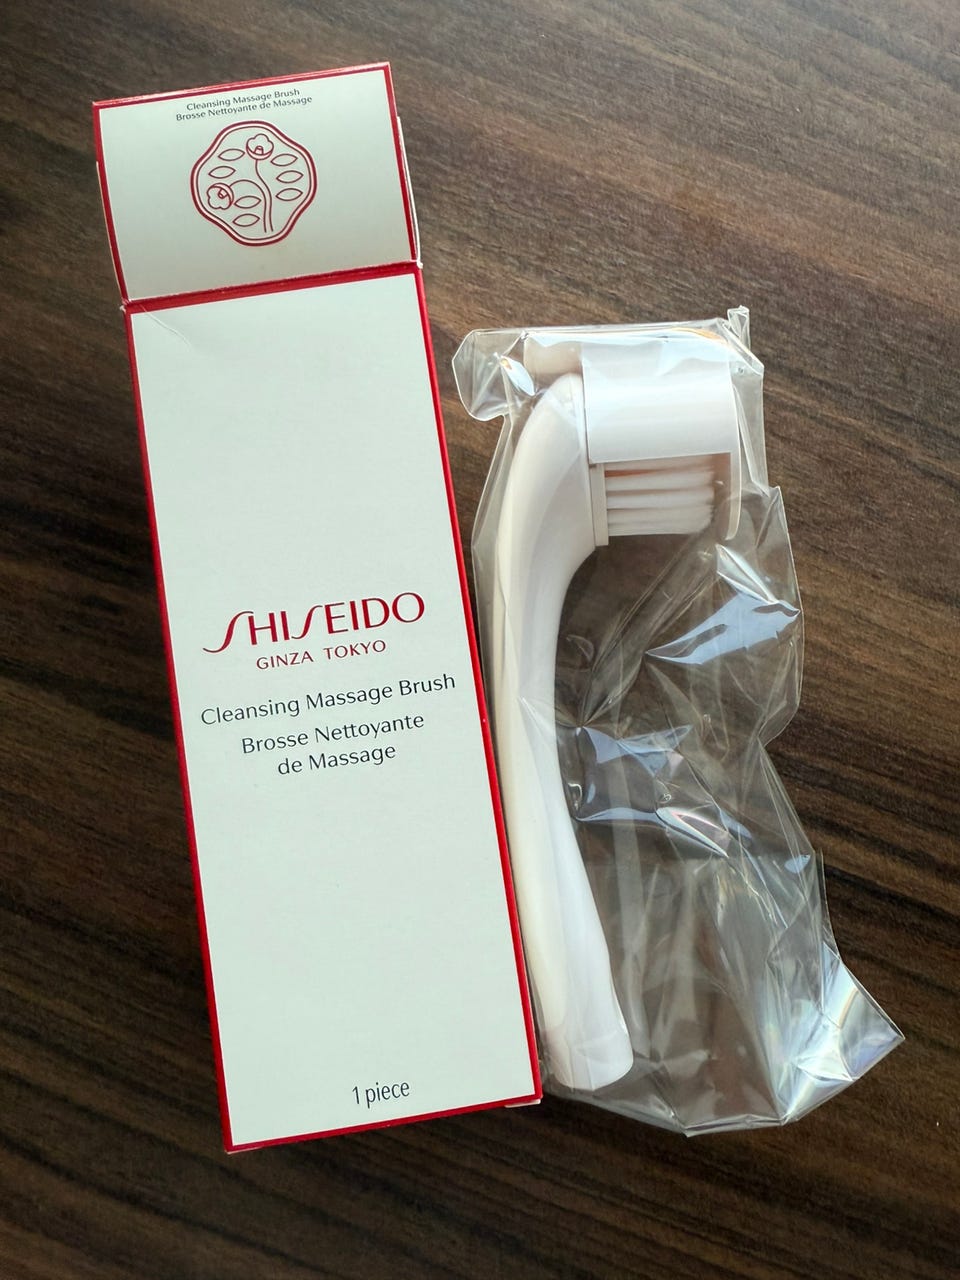 Cleansing Massage Brush
Brosse Nettoyante de Massage
SHISEIDO
GINZA TOKYO
Cleansing Massage Brush
Brosse Nettoyante
de Massage
1 piece